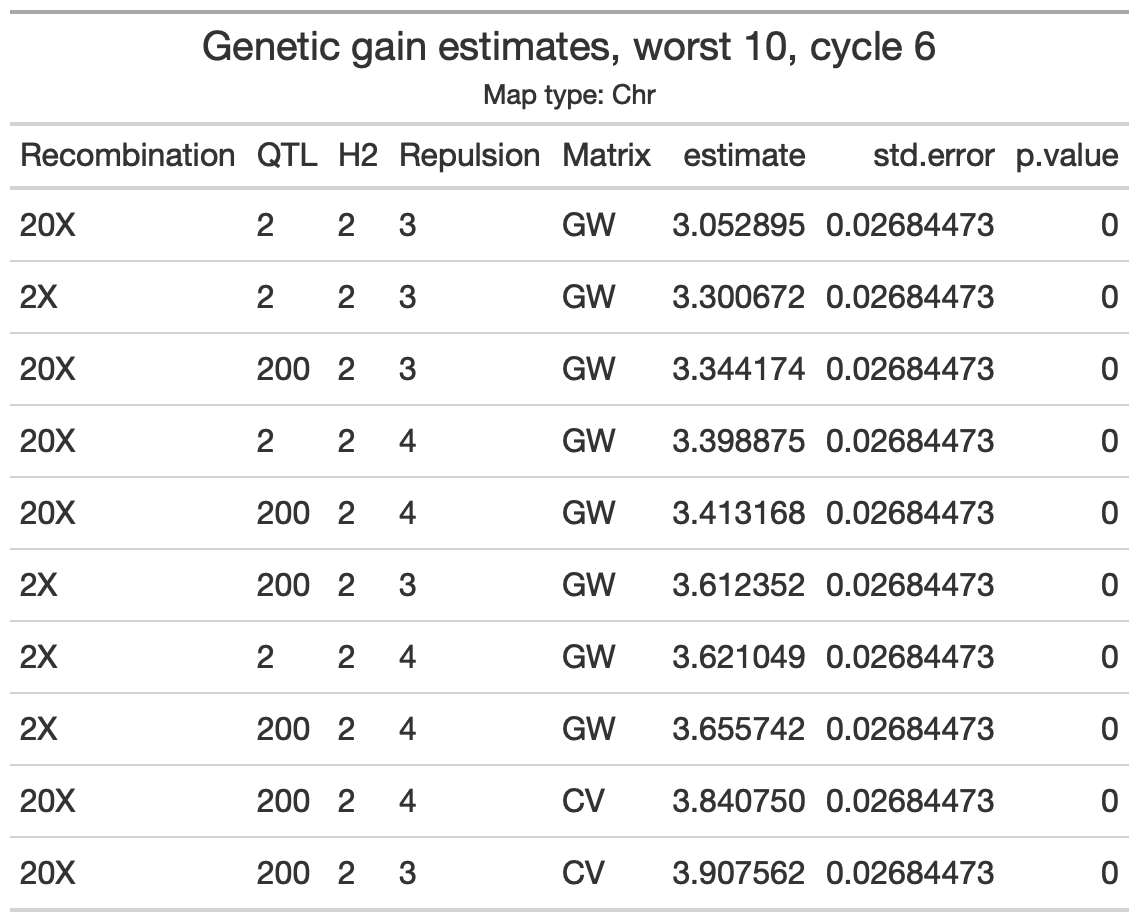 Genetic gain estimates, worst 10, cycle 6
Map type: Chr
Recombination QTL H2 Repulsion Matrix estimate std.error p.value
20X 2 2 3 GW 3.052895 0.02684473 0
2X 2 2 3 GW 3.300672 0.02684473 0
20X 200 2 3 GW 3.344174 0.02684473 0
20X 2 2 4 GW 3.398875 0.02684473 0
20X 200 2 4 GW 3.413168 0.02684473 0
2X 200 2 3 GW 3.612352 0.02684473 0
2X 2 2 4 GW 3.621049 0.02684473 0
2X 200 2 4 GW 3.655742 0.02684473 0
20X 200 2 4 CV 3.840750 0.02684473 0
20X 200 2 3 CV 3.907562 0.02684473 0